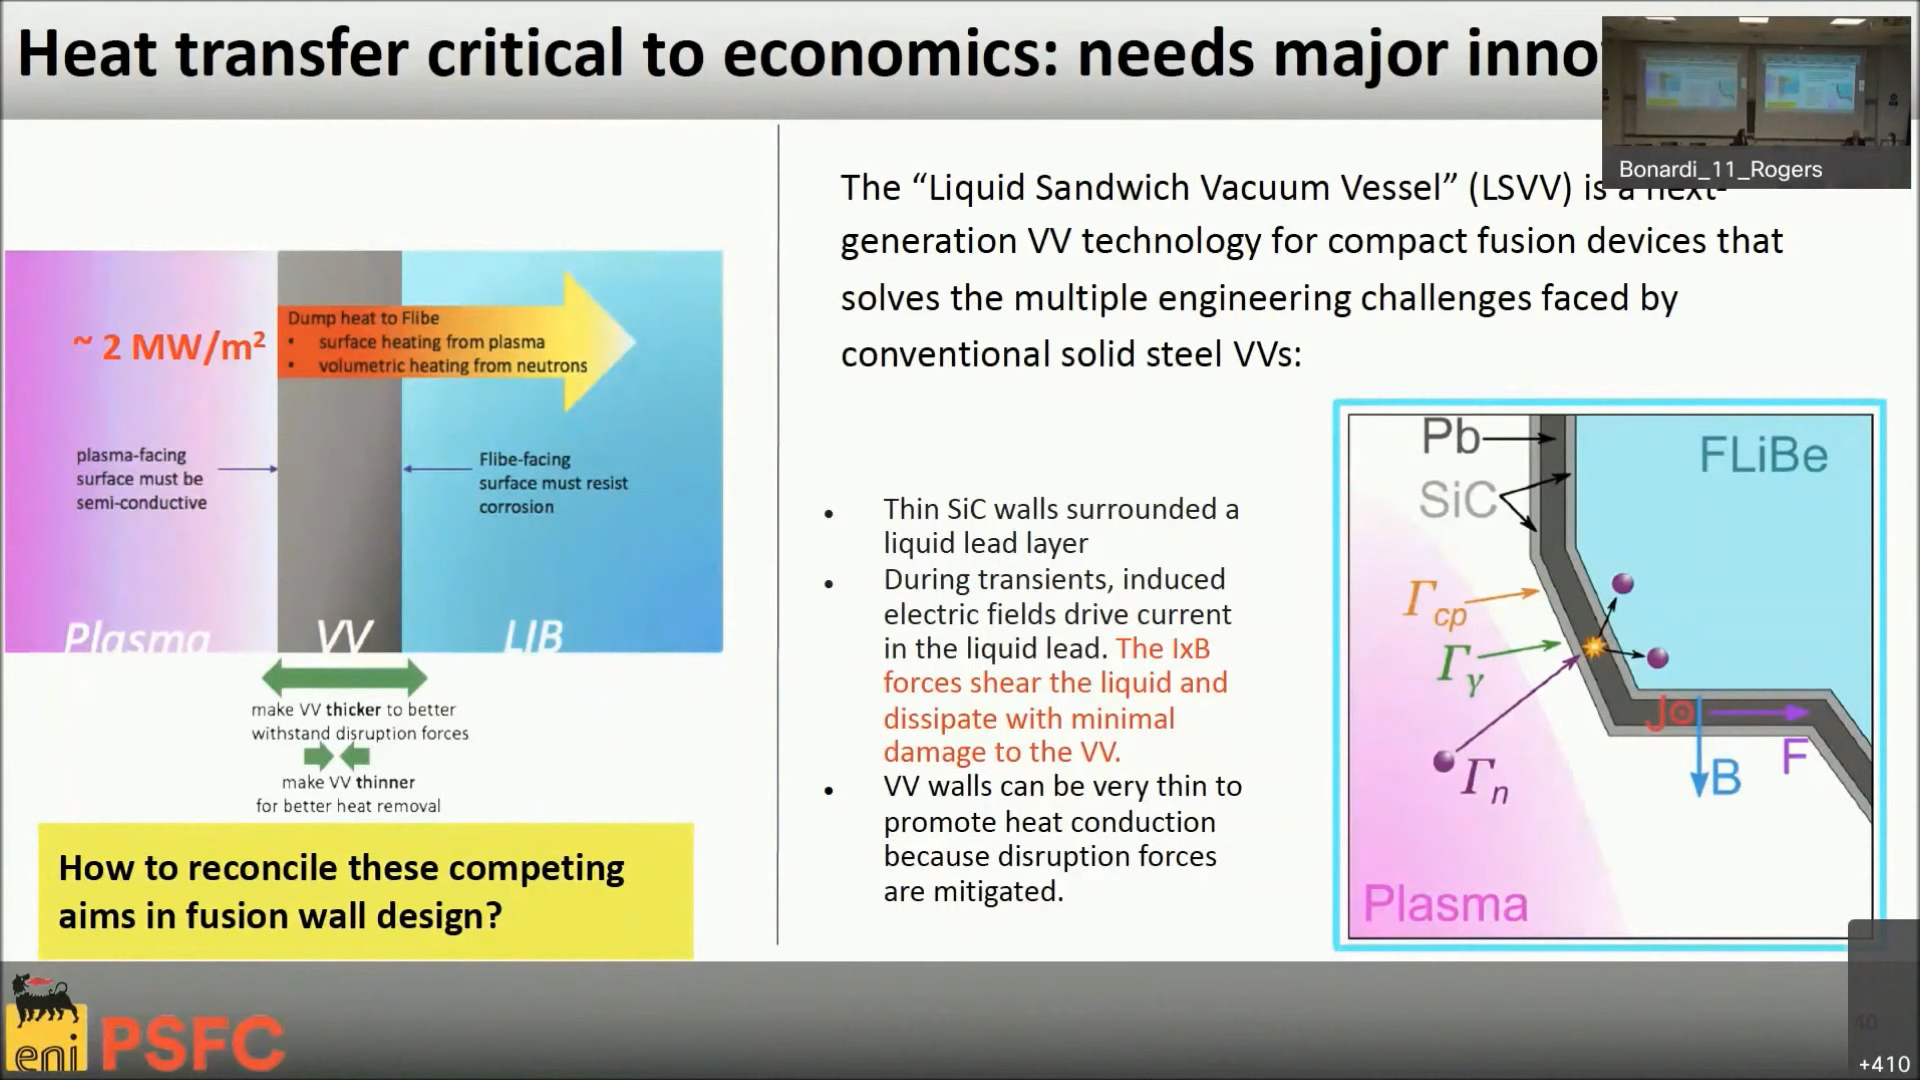 Heat transfer critical to economics: needs major inno
Bonardi_11_Rogers
~ 2 MW/m²
Dump heat to Flibe
• surface heating from plasma
• volumetric heating from neutrons
plasma-facing
surface must be
semi-conductive
Flibe-facing
surface must resist
corrosion
Plasma
VV
LIB
make VV thicker to better
withstand disruption forces
make VV thinner
for better heat removal
How to reconcile these competing
aims in fusion wall design?
The “Liquid Sandwich Vacuum Vessel” (LSVV) is a next-
generation VV technology for compact fusion devices that
solves the multiple engineering challenges faced by
conventional solid steel VVs:
• Thin SiC walls surrounded a
liquid lead layer
• During transients, induced
electric fields drive current
in the liquid lead. The IxB
forces shear the liquid and
dissipate with minimal
damage to the VV.
• VV walls can be very thin to
promote heat conduction
because disruption forces
are mitigated.
Pb
SiC
FLiBe
Γcp
Γγ
Γn
J
B
F
Plasma
eni
PSFC
40
+410